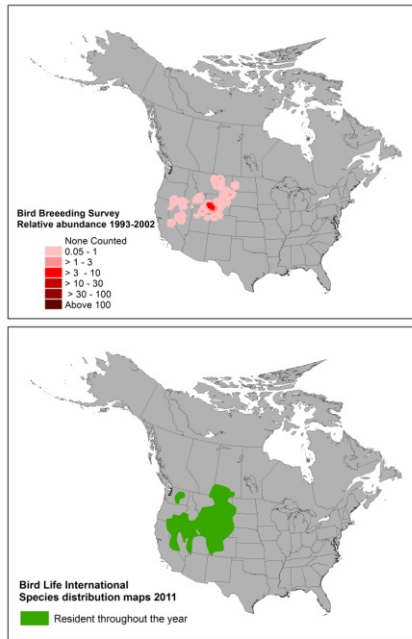 Bird Breeeding Survey
Relative abundance 1993-2002
None Counted
0.05 - 1
> 1 - 3
> 3 - 10
> 10 - 30
> 30 - 100
Above 100
Bird Life International
Species distribution maps 2011
Resident throughout the year